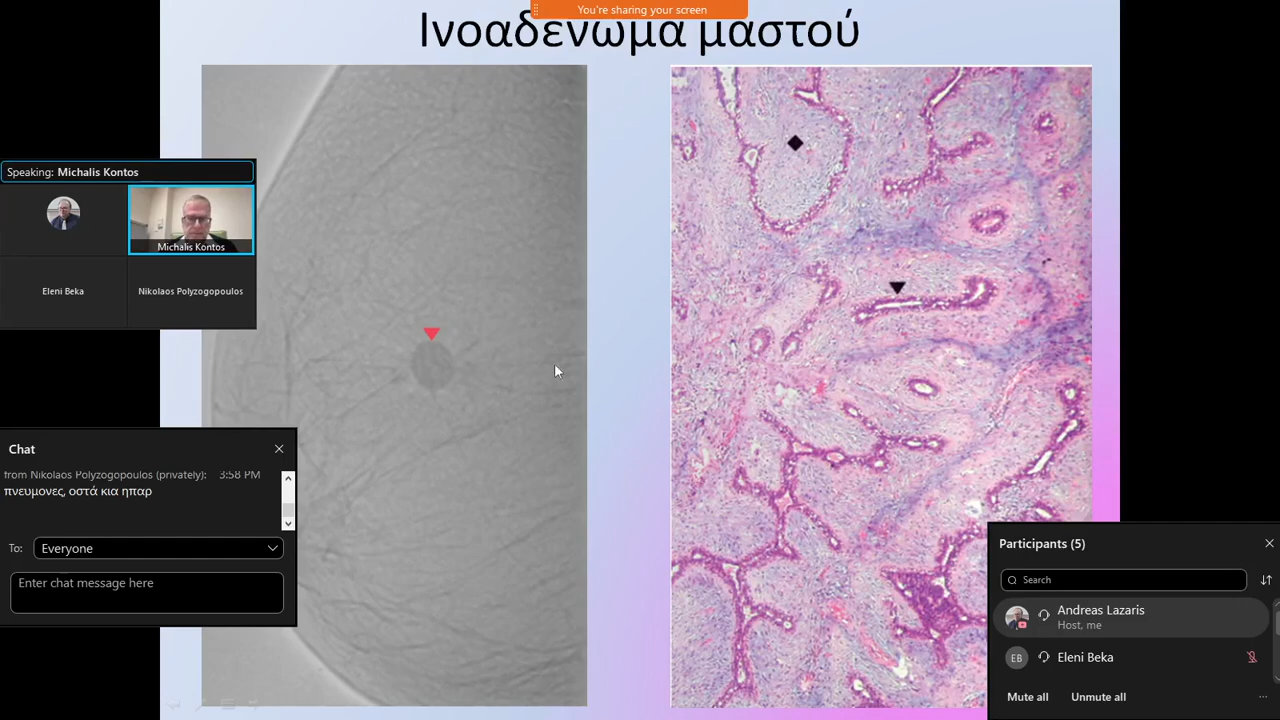 You're sharing your screen
Ινοαδένωμα μαστού
Speaking: Michalis Kontos
Michalis Kontos
Eleni Beka
Nikolaos Polyzogopoulos
Chat
from Nikolaos Polyzogopoulos (privately): 3:58 PM
πνευμονες, οστά κια ηπαρ
To: Everyone
Enter chat message here
Participants (5)
Search
Andreas Lazaris
Host, me
EB Eleni Beka
Mute all Unmute all